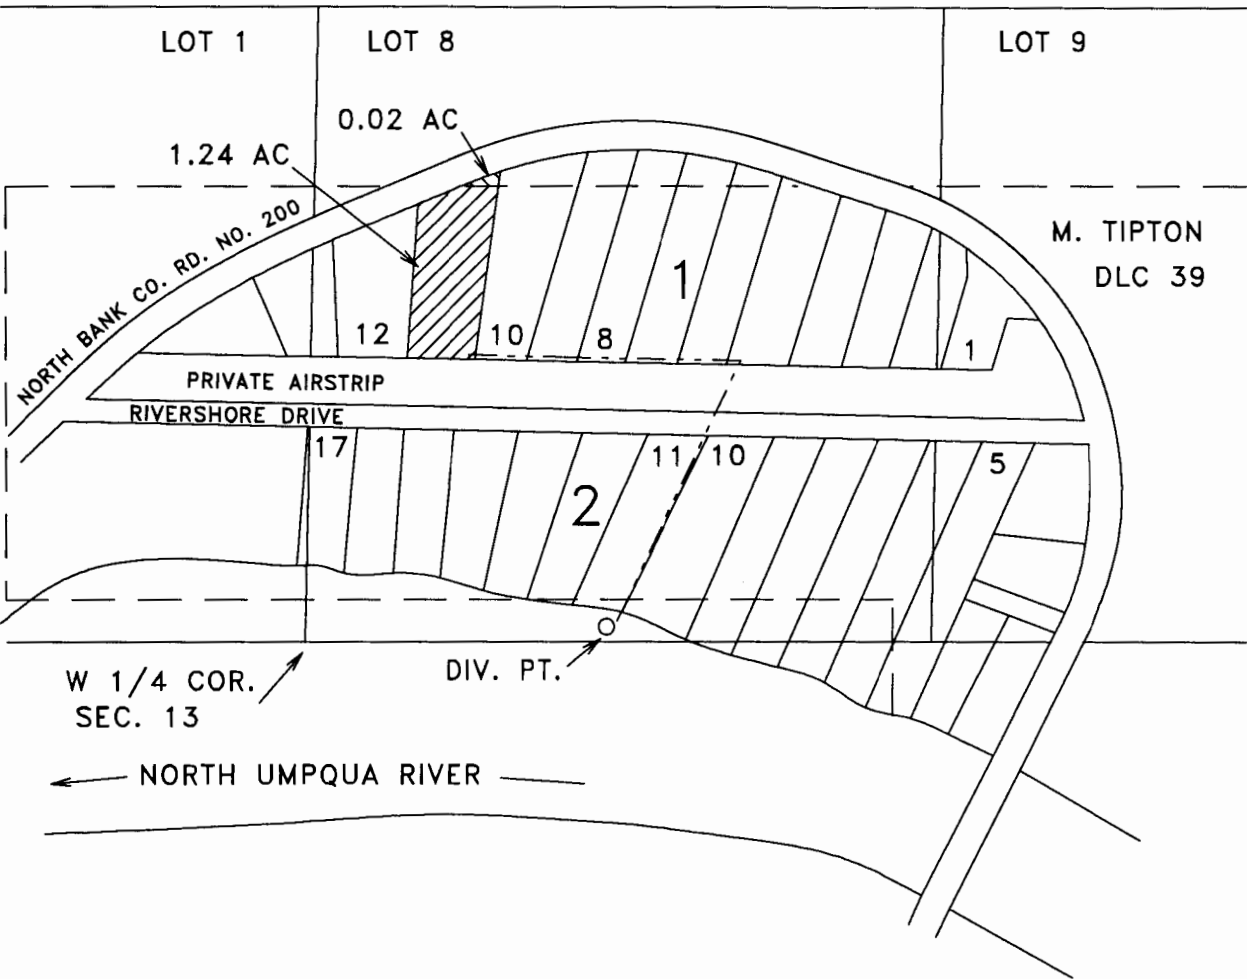 LOT 1
LOT 8
LOT 9
0.02 AC
1.24 AC
NORTH BANK CO. RD. NO. 200
M. TIPTON
DLC 39
1
12
10
8
1
PRIVATE AIRSTRIP
RIVERSHORE DRIVE
17
11
10
5
2
DIV. PT.
W 1/4 COR.
SEC. 13
NORTH UMPQUA RIVER